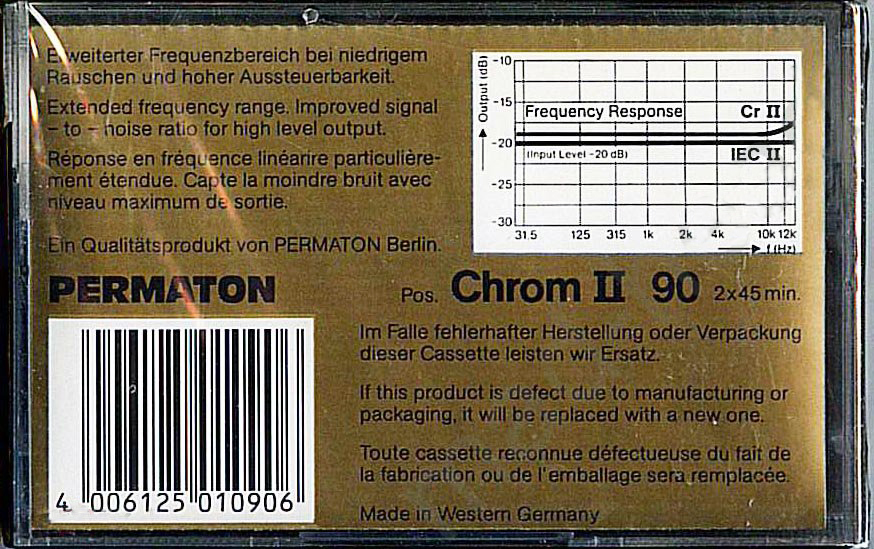 Erweiterter Frequenzbereich bei niedrigem
Rauschen und hoher Aussteuerbarkeit.
Extended frequency range. Improved signal
– to – noise ratio for high level output.
Réponse en fréquence linéarire particulière-
ment étendue. Capte la moindre bruit avec
niveau maximum de sortie.
Ein Qualitätsprodukt von PERMATON Berlin.
Output (dB)
-10
-15
-20
-25
-30
Frequency Response
Cr II
(Input Level -20 dB)
IEC II
31.5 125 315 1k 2k 4k 10k 12k
f (Hz)
PERMATON
Pos. Chrom II 90 2x45 min.
Im Falle fehlerhafter Herstellung oder Verpackung
dieser Cassette leisten wir Ersatz.
If this product is defect due to manufacturing or
packaging, it will be replaced with a new one.
Toute cassette reconnue défectueuse du fait de
la fabrication ou de l'emballage sera remplacée.
Made in Western Germany
4 006125 010906